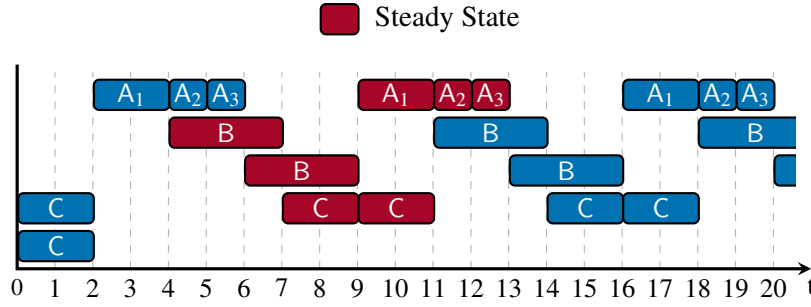 Steady State
A₁ A₂ A₃ A₁ A₂ A₃ A₁ A₂ A₃
B B B
B B
C C C C C
C
0 1 2 3 4 5 6 7 8 9 10 11 12 13 14 15 16 17 18 19 20